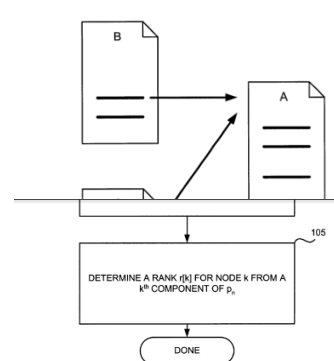 B
A
105
DETERMINE A RANK r[k] FOR NODE k FROM A
kth COMPONENT OF pn
DONE